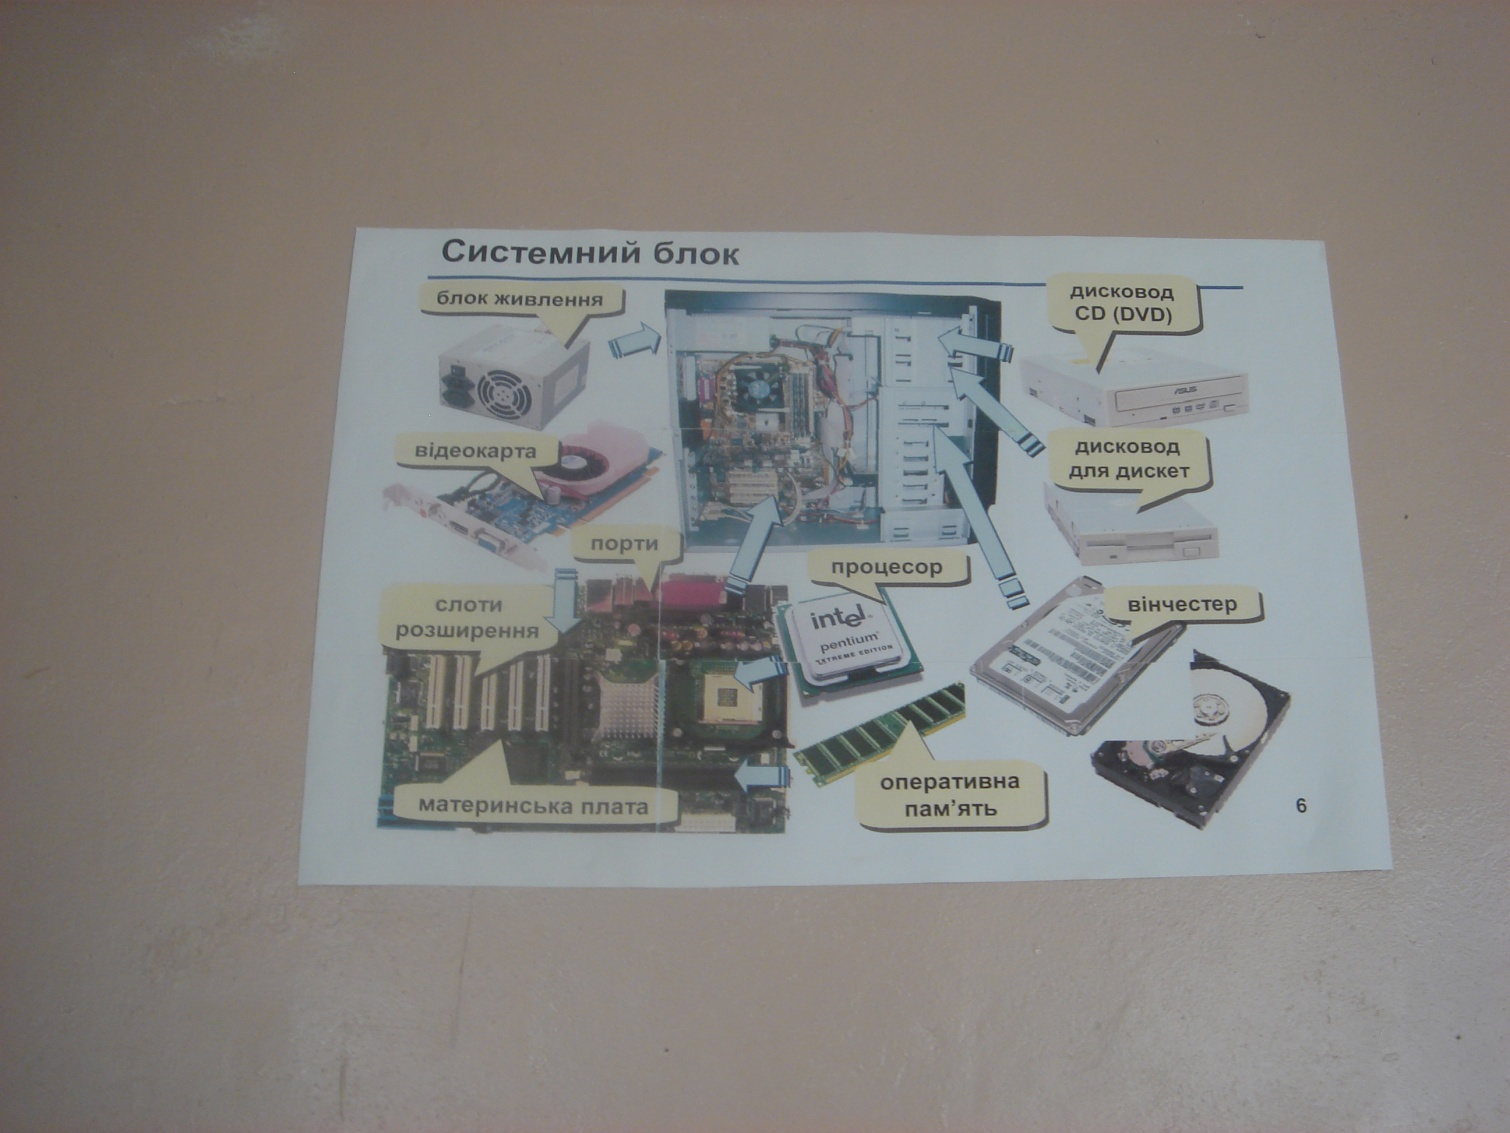 Системний блок
блок живлення
дисковод
CD (DVD)
ASUS
відеокарта
дисковод
для дискет
порти
процесор
intel®
pentium®
EXTREME EDITION
слоти
розширення
вінчестер
материнська плата
оперативна
пам'ять
6